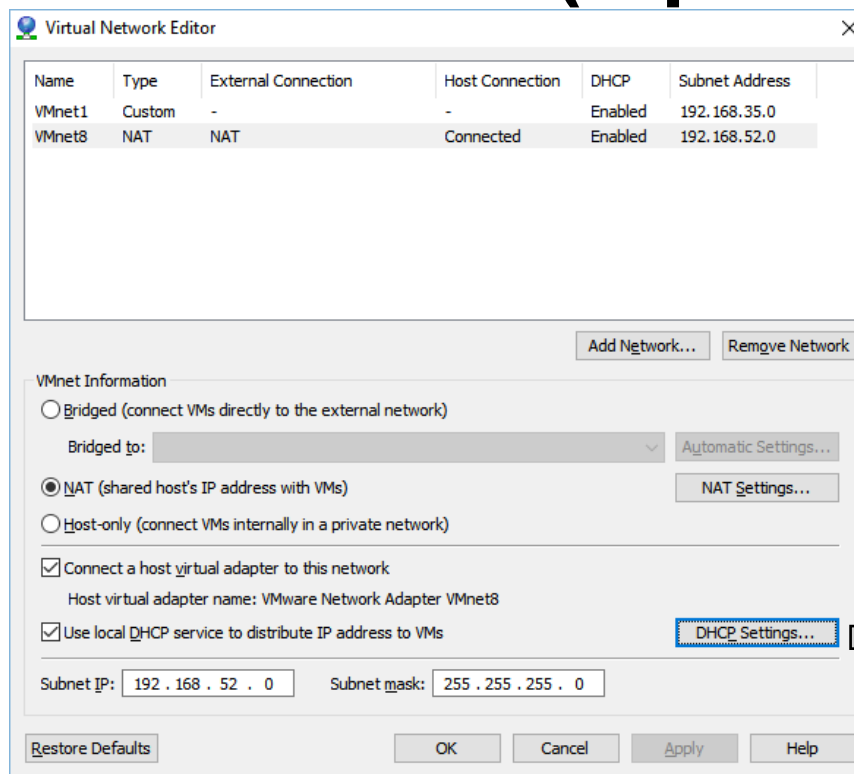 Virtual Network Editor
Name Type External Connection Host Connection DHCP Subnet Address
VMnet1 Custom - - Enabled 192.168.35.0
VMnet8 NAT NAT Connected Enabled 192.168.52.0
Add Network... Remove Network
VMnet Information
Bridged (connect VMs directly to the external network)
Bridged to: Automatic Settings...
NAT (shared host's IP address with VMs) NAT Settings...
Host-only (connect VMs internally in a private network)
Connect a host virtual adapter to this network
Host virtual adapter name: VMware Network Adapter VMnet8
Use local DHCP service to distribute IP address to VMs DHCP Settings...
Subnet IP: 192 . 168 . 52 . 0 Subnet mask: 255 . 255 . 255 . 0
Restore Defaults OK Cancel Apply Help